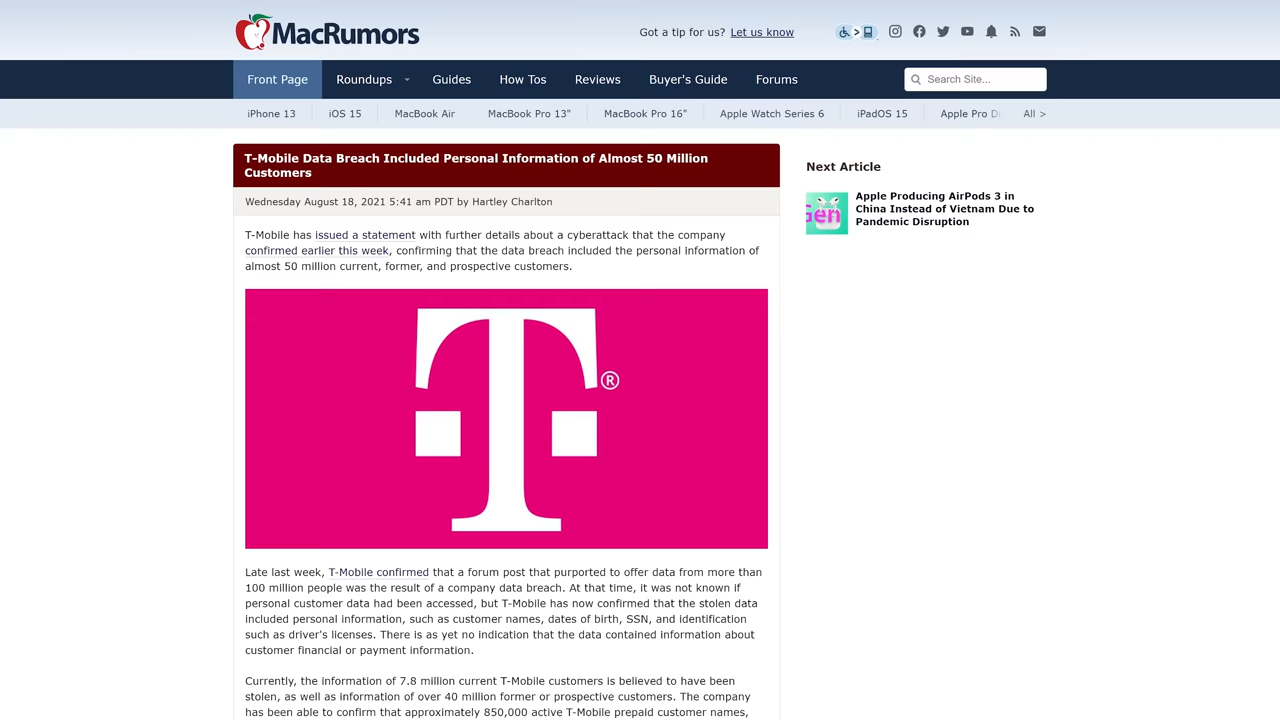 MacRumors
Got a tip for us? Let us know
Front Page
Roundups
Guides
How Tos
Reviews
Buyer's Guide
Forums
Search Site...
iPhone 13
iOS 15
MacBook Air
MacBook Pro 13"
MacBook Pro 16"
Apple Watch Series 6
iPadOS 15
Apple Pro
All >
T-Mobile Data Breach Included Personal Information of Almost 50 Million
Customers
Wednesday August 18, 2021 5:41 am PDT by Hartley Charlton
T-Mobile has issued a statement with further details about a cyberattack that the company
confirmed earlier this week, confirming that the data breach included the personal information of
almost 50 million current, former, and prospective customers.
T
®
Late last week, T-Mobile confirmed that a forum post that purported to offer data from more than
100 million people was the result of a company data breach. At that time, it was not known if
personal customer data had been accessed, but T-Mobile has now confirmed that the stolen data
included personal information, such as customer names, dates of birth, SSN, and identification
such as driver's licenses. There is as yet no indication that the data contained information about
customer financial or payment information.
Currently, the information of 7.8 million current T-Mobile customers is believed to have been
stolen, as well as information of over 40 million former or prospective customers. The company
has been able to confirm that approximately 850,000 active T-Mobile prepaid customer names,
Next Article
Gen
Apple Producing AirPods 3 in
China Instead of Vietnam Due to
Pandemic Disruption